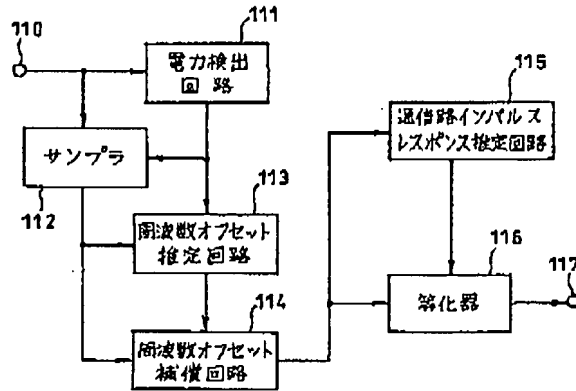 110
111
電力検出
回路
112
サンプラ
113
周波数オフセット
推定回路
114
周波数オフセット
補償回路
115
通信路インパルス
レスポンス推定回路
116
等化器
117